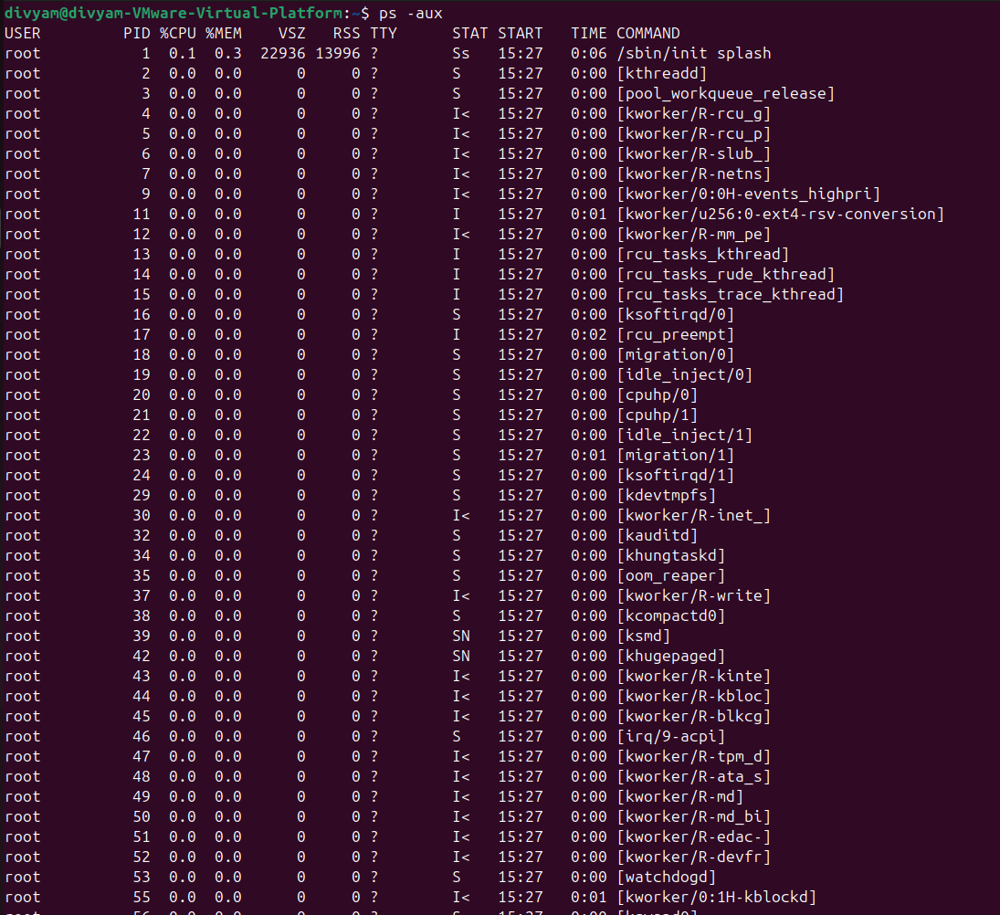 divyam@divyam-VMware-Virtual-Platform:~$ ps -aux
USER         PID %CPU %MEM    VSZ   RSS TTY      STAT START   TIME COMMAND
root           1  0.1  0.3  22936 13996 ?        Ss   15:27   0:06 /sbin/init splash
root           2  0.0  0.0      0     0 ?        S    15:27   0:00 [kthreadd]
root           3  0.0  0.0      0     0 ?        S    15:27   0:00 [pool_workqueue_release]
root           4  0.0  0.0      0     0 ?        I<   15:27   0:00 [kworker/R-rcu_g]
root           5  0.0  0.0      0     0 ?        I<   15:27   0:00 [kworker/R-rcu_p]
root           6  0.0  0.0      0     0 ?        I<   15:27   0:00 [kworker/R-slub_]
root           7  0.0  0.0      0     0 ?        I<   15:27   0:00 [kworker/R-netns]
root           9  0.0  0.0      0     0 ?        I<   15:27   0:00 [kworker/0:0H-events_highpri]
root          11  0.0  0.0      0     0 ?        I    15:27   0:01 [kworker/u256:0-ext4-rsv-conversion]
root          12  0.0  0.0      0     0 ?        I<   15:27   0:00 [kworker/R-mm_pe]
root          13  0.0  0.0      0     0 ?        I    15:27   0:00 [rcu_tasks_kthread]
root          14  0.0  0.0      0     0 ?        I    15:27   0:00 [rcu_tasks_rude_kthread]
root          15  0.0  0.0      0     0 ?        I    15:27   0:00 [rcu_tasks_trace_kthread]
root          16  0.0  0.0      0     0 ?        S    15:27   0:00 [ksoftirqd/0]
root          17  0.0  0.0      0     0 ?        I    15:27   0:02 [rcu_preempt]
root          18  0.0  0.0      0     0 ?        S    15:27   0:00 [migration/0]
root          19  0.0  0.0      0     0 ?        S    15:27   0:00 [idle_inject/0]
root          20  0.0  0.0      0     0 ?        S    15:27   0:00 [cpuhp/0]
root          21  0.0  0.0      0     0 ?        S    15:27   0:00 [cpuhp/1]
root          22  0.0  0.0      0     0 ?        S    15:27   0:00 [idle_inject/1]
root          23  0.0  0.0      0     0 ?        S    15:27   0:01 [migration/1]
root          24  0.0  0.0      0     0 ?        S    15:27   0:00 [ksoftirqd/1]
root          29  0.0  0.0      0     0 ?        S    15:27   0:00 [kdevtmpfs]
root          30  0.0  0.0      0     0 ?        I<   15:27   0:00 [kworker/R-inet_]
root          32  0.0  0.0      0     0 ?        S    15:27   0:00 [kauditd]
root          34  0.0  0.0      0     0 ?        S    15:27   0:00 [khungtaskd]
root          35  0.0  0.0      0     0 ?        S    15:27   0:00 [oom_reaper]
root          37  0.0  0.0      0     0 ?        I<   15:27   0:00 [kworker/R-write]
root          38  0.0  0.0      0     0 ?        S    15:27   0:00 [kcompactd0]
root          39  0.0  0.0      0     0 ?        SN   15:27   0:00 [ksmd]
root          42  0.0  0.0      0     0 ?        SN   15:27   0:00 [khugepaged]
root          43  0.0  0.0      0     0 ?        I<   15:27   0:00 [kworker/R-kinte]
root          44  0.0  0.0      0     0 ?        I<   15:27   0:00 [kworker/R-kbloc]
root          45  0.0  0.0      0     0 ?        I<   15:27   0:00 [kworker/R-blkcg]
root          46  0.0  0.0      0     0 ?        S    15:27   0:00 [irq/9-acpi]
root          47  0.0  0.0      0     0 ?        I<   15:27   0:00 [kworker/R-tpm_d]
root          48  0.0  0.0      0     0 ?        I<   15:27   0:00 [kworker/R-ata_s]
root          49  0.0  0.0      0     0 ?        I<   15:27   0:00 [kworker/R-md]
root          50  0.0  0.0      0     0 ?        I<   15:27   0:00 [kworker/R-md_bi]
root          51  0.0  0.0      0     0 ?        I<   15:27   0:00 [kworker/R-edac-]
root          52  0.0  0.0      0     0 ?        I<   15:27   0:00 [kworker/R-devfr]
root          53  0.0  0.0      0     0 ?        S    15:27   0:00 [watchdogd]
root          55  0.0  0.0      0     0 ?        I<   15:27   0:01 [kworker/0:1H-kblockd]